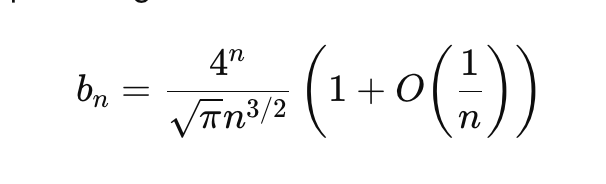 b_n = \frac{4^n}{\sqrt{\pi} n^{3/2}} \left(1 + O\left(\frac{1}{n}\right)\right)